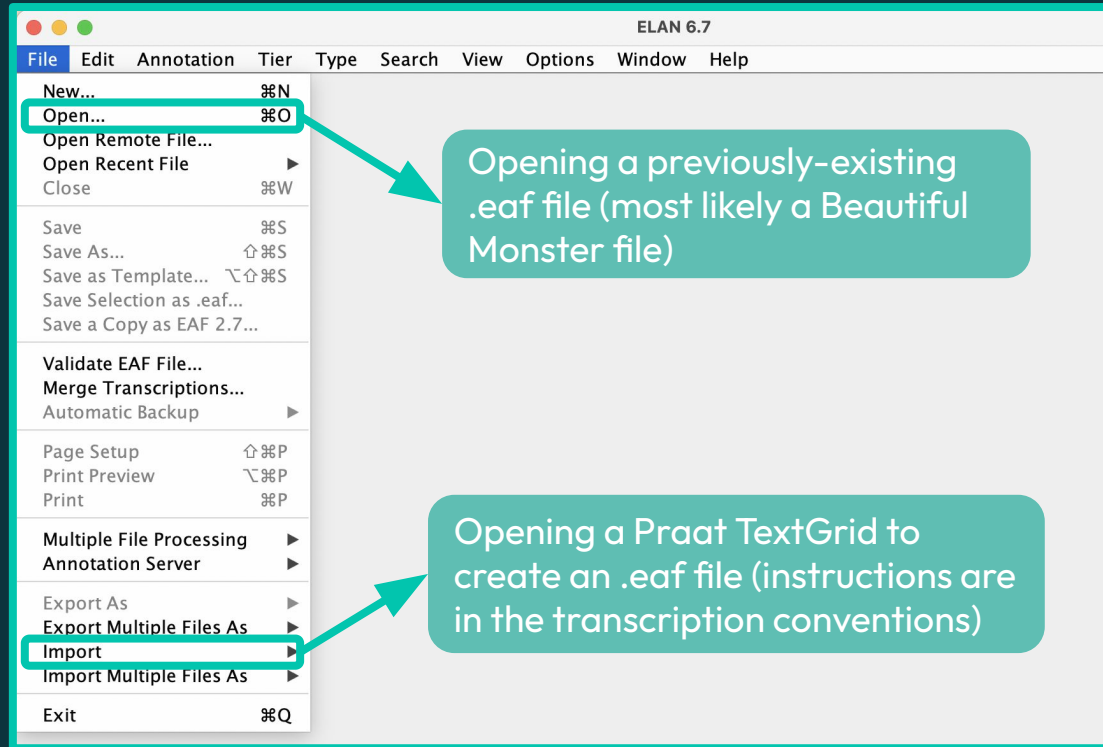 ELAN 6.7
File Edit Annotation Tier Type Search View Options Window Help
New... ⌘N
Open... ⌘O
Open Remote File...
Open Recent File ▶
Close ⌘W
Save ⌘S
Save As... ⇧⌘S
Save as Template... ⌥⇧⌘S
Save Selection as .eaf...
Save a Copy as EAF 2.7...
Validate EAF File...
Merge Transcriptions...
Automatic Backup ▶
Page Setup ⇧⌘P
Print Preview ⌥⌘P
Print ⌘P
Multiple File Processing ▶
Annotation Server ▶
Export As ▶
Export Multiple Files As ▶
Import ▶
Import Multiple Files As ▶
Exit ⌘Q
Opening a previously-existing
.eaf file (most likely a Beautiful
Monster file)
Opening a Praat TextGrid to
create an .eaf file (instructions are
in the transcription conventions)